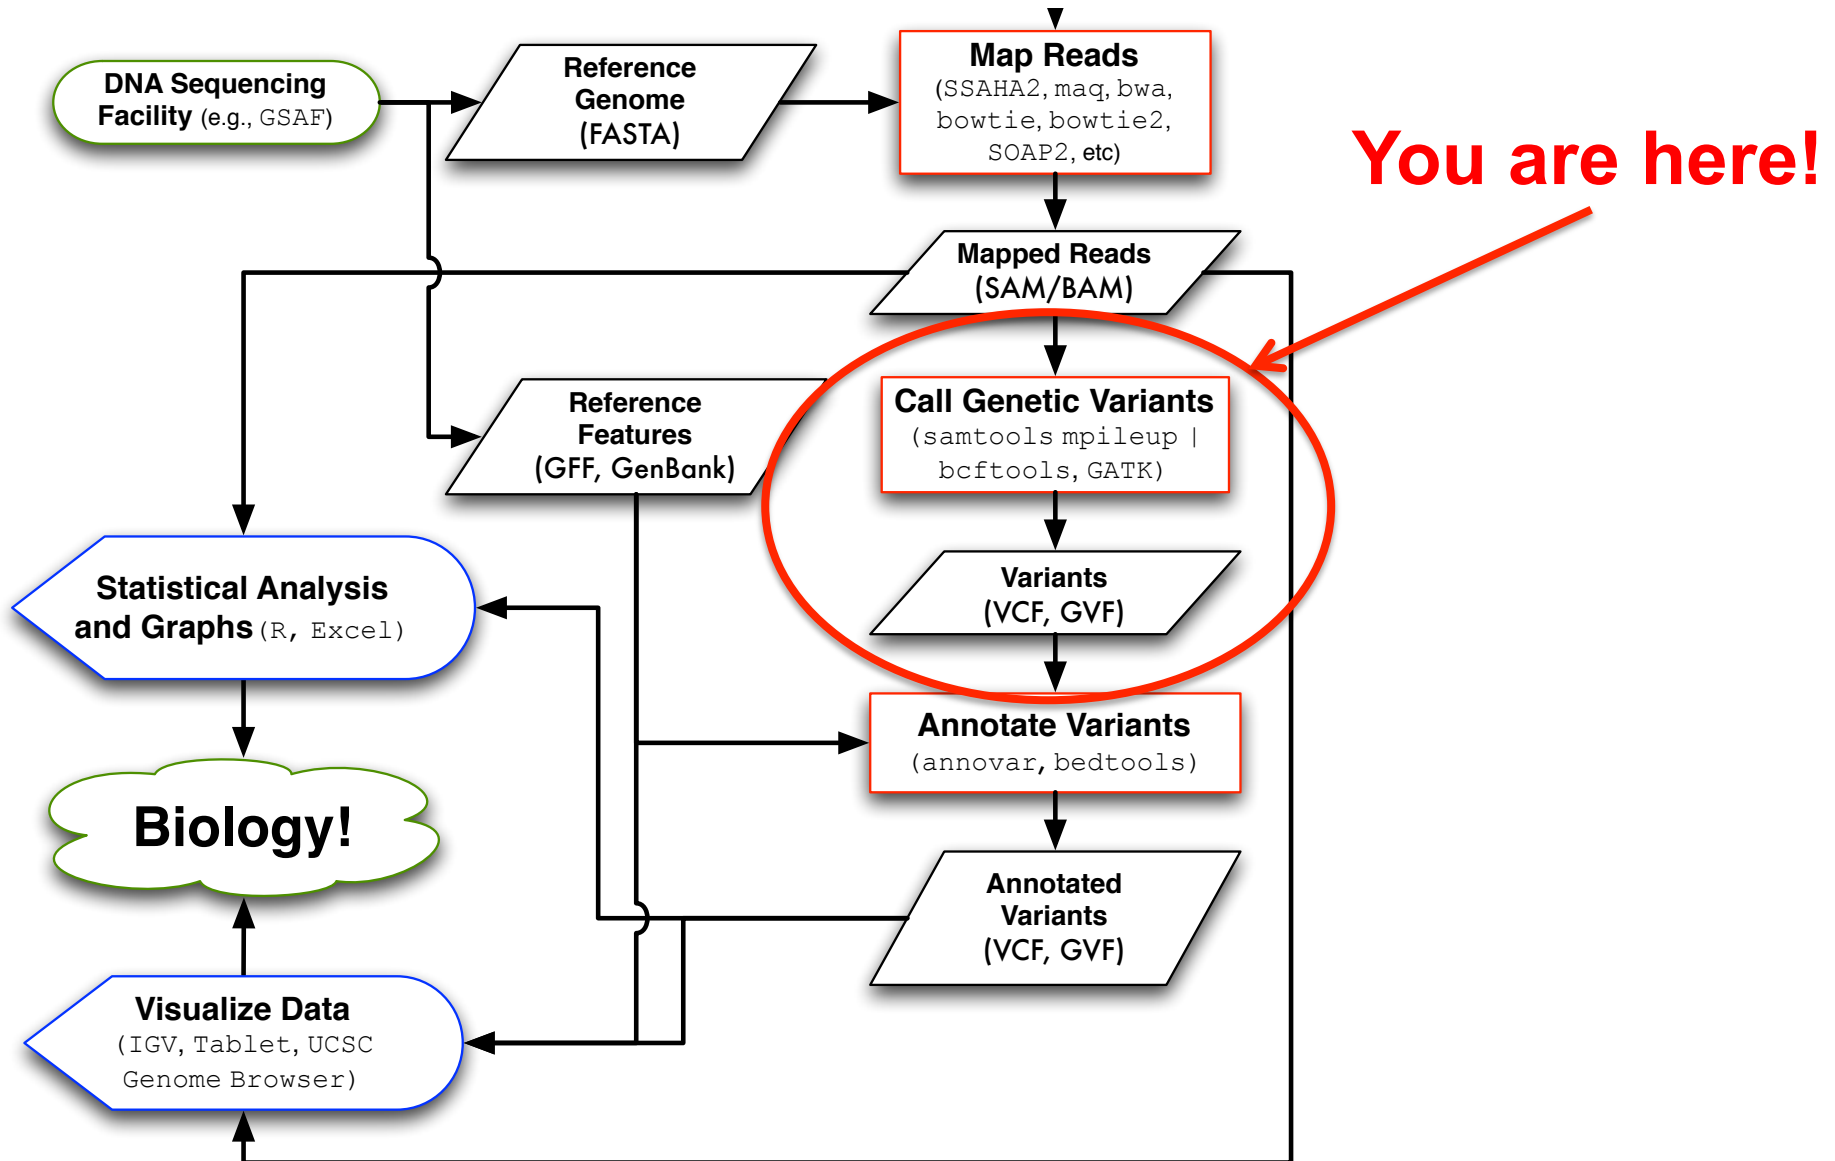 DNA Sequencing
Facility (e.g., GSAF)
Reference
Genome
(FASTA)
Map Reads
(SSAHA2, maq, bwa,
bowtie, bowtie2,
SOAP2, etc)
You are here!
Mapped Reads
(SAM/BAM)
Reference
Features
(GFF, GenBank)
Call Genetic Variants
(samtools mpileup |
bcftools, GATK)
Variants
(VCF, GVF)
Statistical Analysis
and Graphs (R, Excel)
Annotate Variants
(annovar, bedtools)
Biology!
Annotated
Variants
(VCF, GVF)
Visualize Data
(IGV, Tablet, UCSC
Genome Browser)